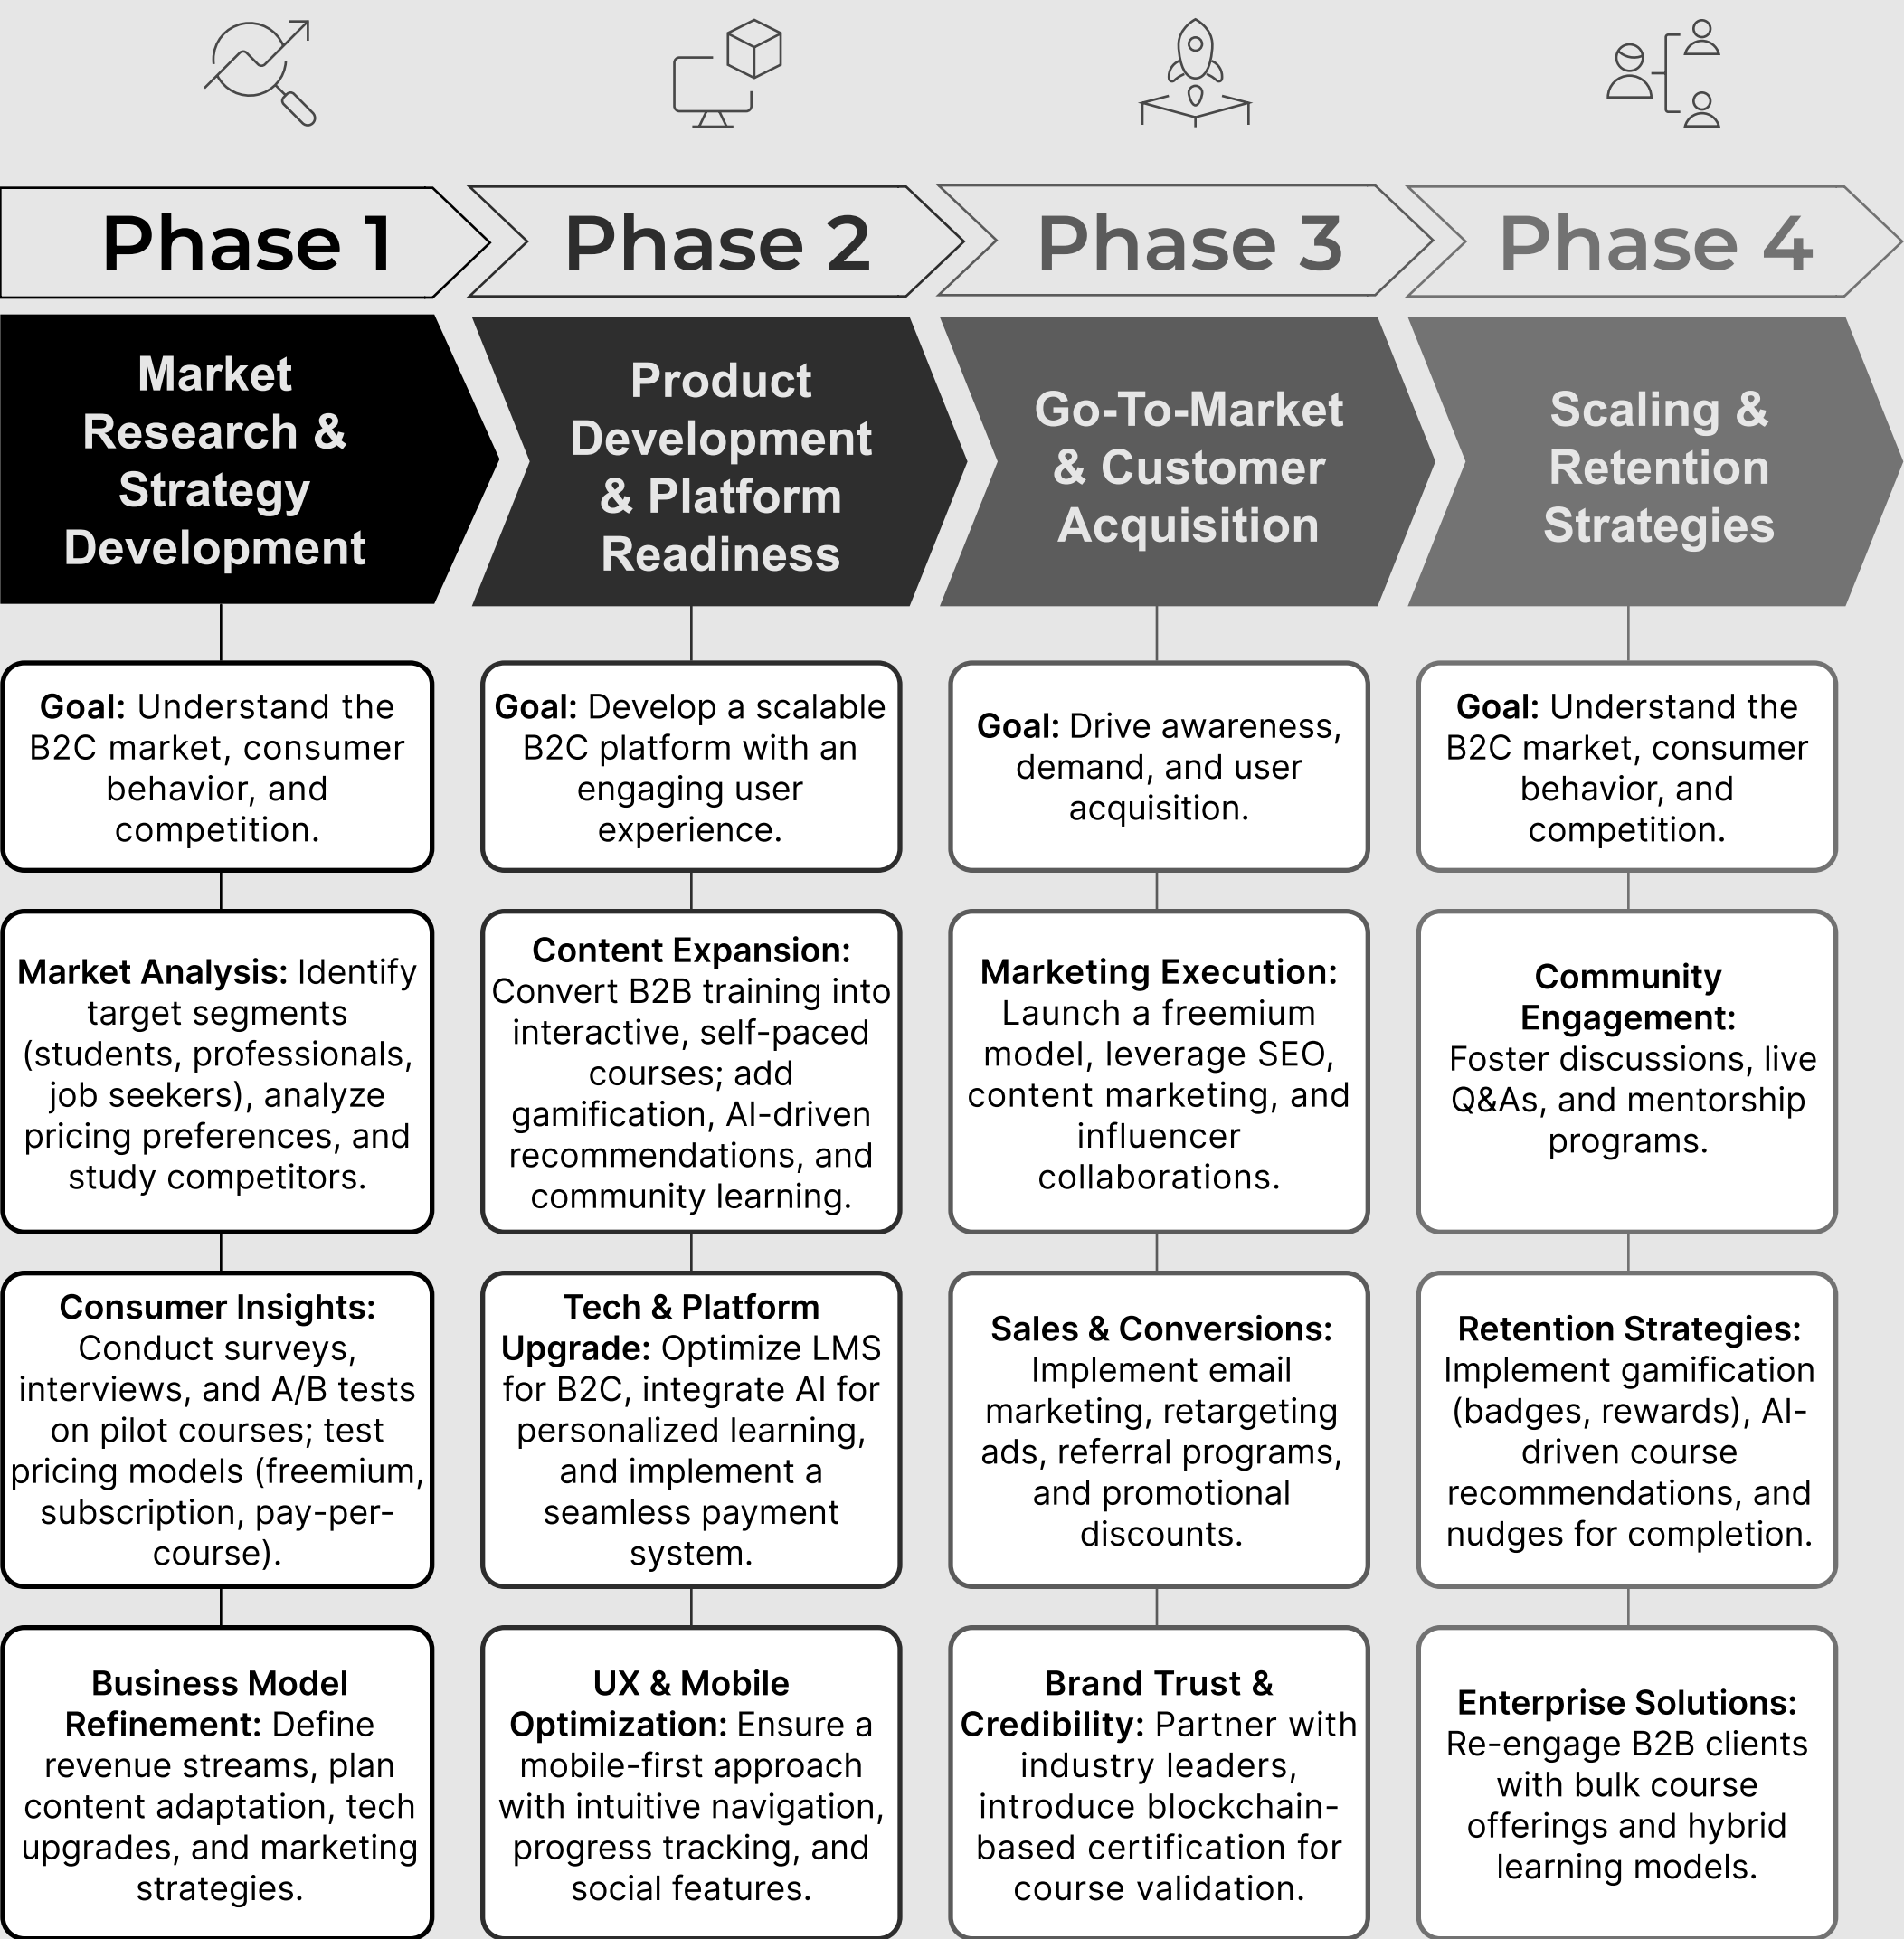 Phase 1
Phase 2
Phase 3
Phase 4
Market
Research &
Strategy
Development
Product
Development
& Platform
Readiness
Go-To-Market
& Customer
Acquisition
Scaling &
Retention
Strategies
Goal: Understand the
B2C market, consumer
behavior, and
competition.
Goal: Develop a scalable
B2C platform with an
engaging user
experience.
Goal: Drive awareness,
demand, and user
acquisition.
Goal: Understand the
B2C market, consumer
behavior, and
competition.
Market Analysis: Identify
target segments
(students, professionals,
job seekers), analyze
pricing preferences, and
study competitors.
Content Expansion:
Convert B2B training into
interactive, self-paced
courses; add
gamification, AI-driven
recommendations, and
community learning.
Marketing Execution:
Launch a freemium
model, leverage SEO,
content marketing, and
influencer
collaborations.
Community
Engagement:
Foster discussions, live
Q&As, and mentorship
programs.
Consumer Insights:
Conduct surveys,
interviews, and A/B tests
on pilot courses; test
pricing models (freemium,
subscription, pay-per-
course).
Tech & Platform
Upgrade: Optimize LMS
for B2C, integrate AI for
personalized learning,
and implement a
seamless payment
system.
Sales & Conversions:
Implement email
marketing, retargeting
ads, referral programs,
and promotional
discounts.
Retention Strategies:
Implement gamification
(badges, rewards), AI-
driven course
recommendations, and
nudges for completion.
Business Model
Refinement: Define
revenue streams, plan
content adaptation, tech
upgrades, and marketing
strategies.
UX & Mobile
Optimization: Ensure a
mobile-first approach
with intuitive navigation,
progress tracking, and
social features.
Brand Trust &
Credibility: Partner with
industry leaders,
introduce blockchain-
based certification for
course validation.
Enterprise Solutions:
Re-engage B2B clients
with bulk course
offerings and hybrid
learning models.